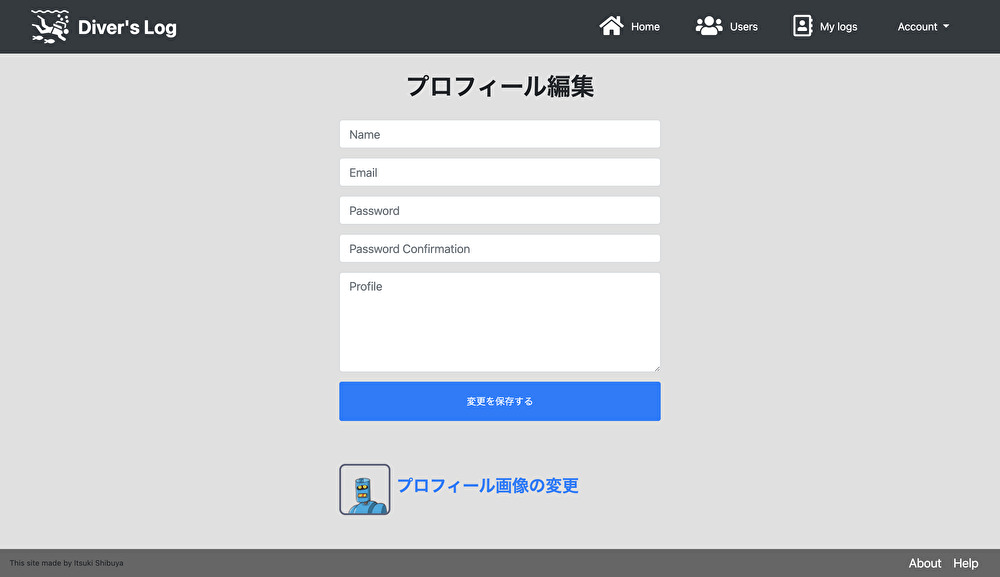 Diver's Log
Home
Users
My logs
Account
プロフィール編集
Name
Email
Password
Password Confirmation
Profile
変更を保存する
プロフィール画像の変更
This site made by Itsuki Shibuya
About
Help